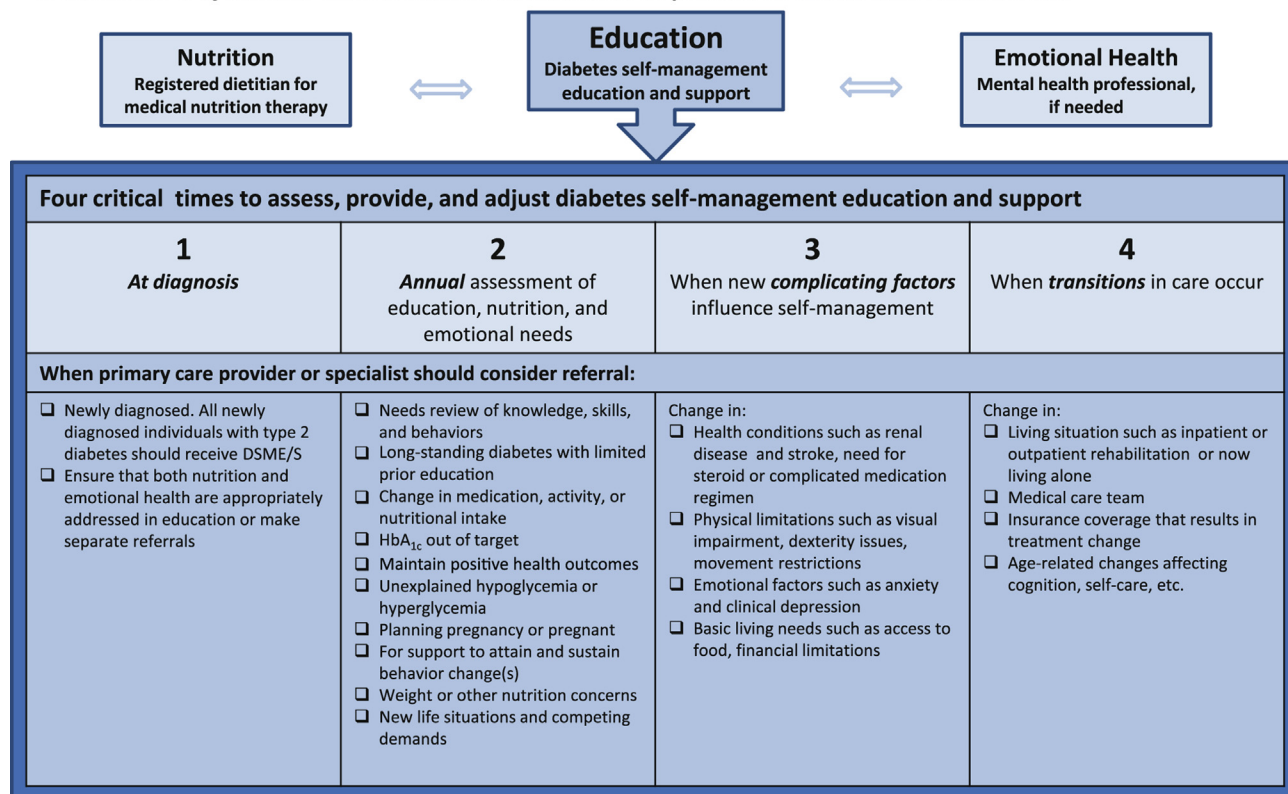 Nutrition
Registered dietitian for
medical nutrition therapy
Education
Diabetes self-management
education and support
Emotional Health
Mental health professional,
if needed
Four critical times to assess, provide, and adjust diabetes self-management education and support
1
At diagnosis
2
Annual assessment of
education, nutrition, and
emotional needs
3
When new complicating factors
influence self-management
4
When transitions in care occur
When primary care provider or specialist should consider referral:
❑ Newly diagnosed. All newly
diagnosed individuals with type 2
diabetes should receive DSME/S
❑ Ensure that both nutrition and
emotional health are appropriately
addressed in education or make
separate referrals
❑ Needs review of knowledge, skills,
and behaviors
❑ Long-standing diabetes with limited
prior education
❑ Change in medication, activity, or
nutritional intake
❑ HbA1c out of target
❑ Maintain positive health outcomes
❑ Unexplained hypoglycemia or
hyperglycemia
❑ Planning pregnancy or pregnant
❑ For support to attain and sustain
behavior change(s)
❑ Weight or other nutrition concerns
❑ New life situations and competing
demands
Change in:
❑ Health conditions such as renal
disease and stroke, need for
steroid or complicated medication
regimen
❑ Physical limitations such as visual
impairment, dexterity issues,
movement restrictions
❑ Emotional factors such as anxiety
and clinical depression
❑ Basic living needs such as access to
food, financial limitations
Change in:
❑ Living situation such as inpatient or
outpatient rehabilitation or now
living alone
❑ Medical care team
❑ Insurance coverage that results in
treatment change
❑ Age-related changes affecting
cognition, self-care, etc.